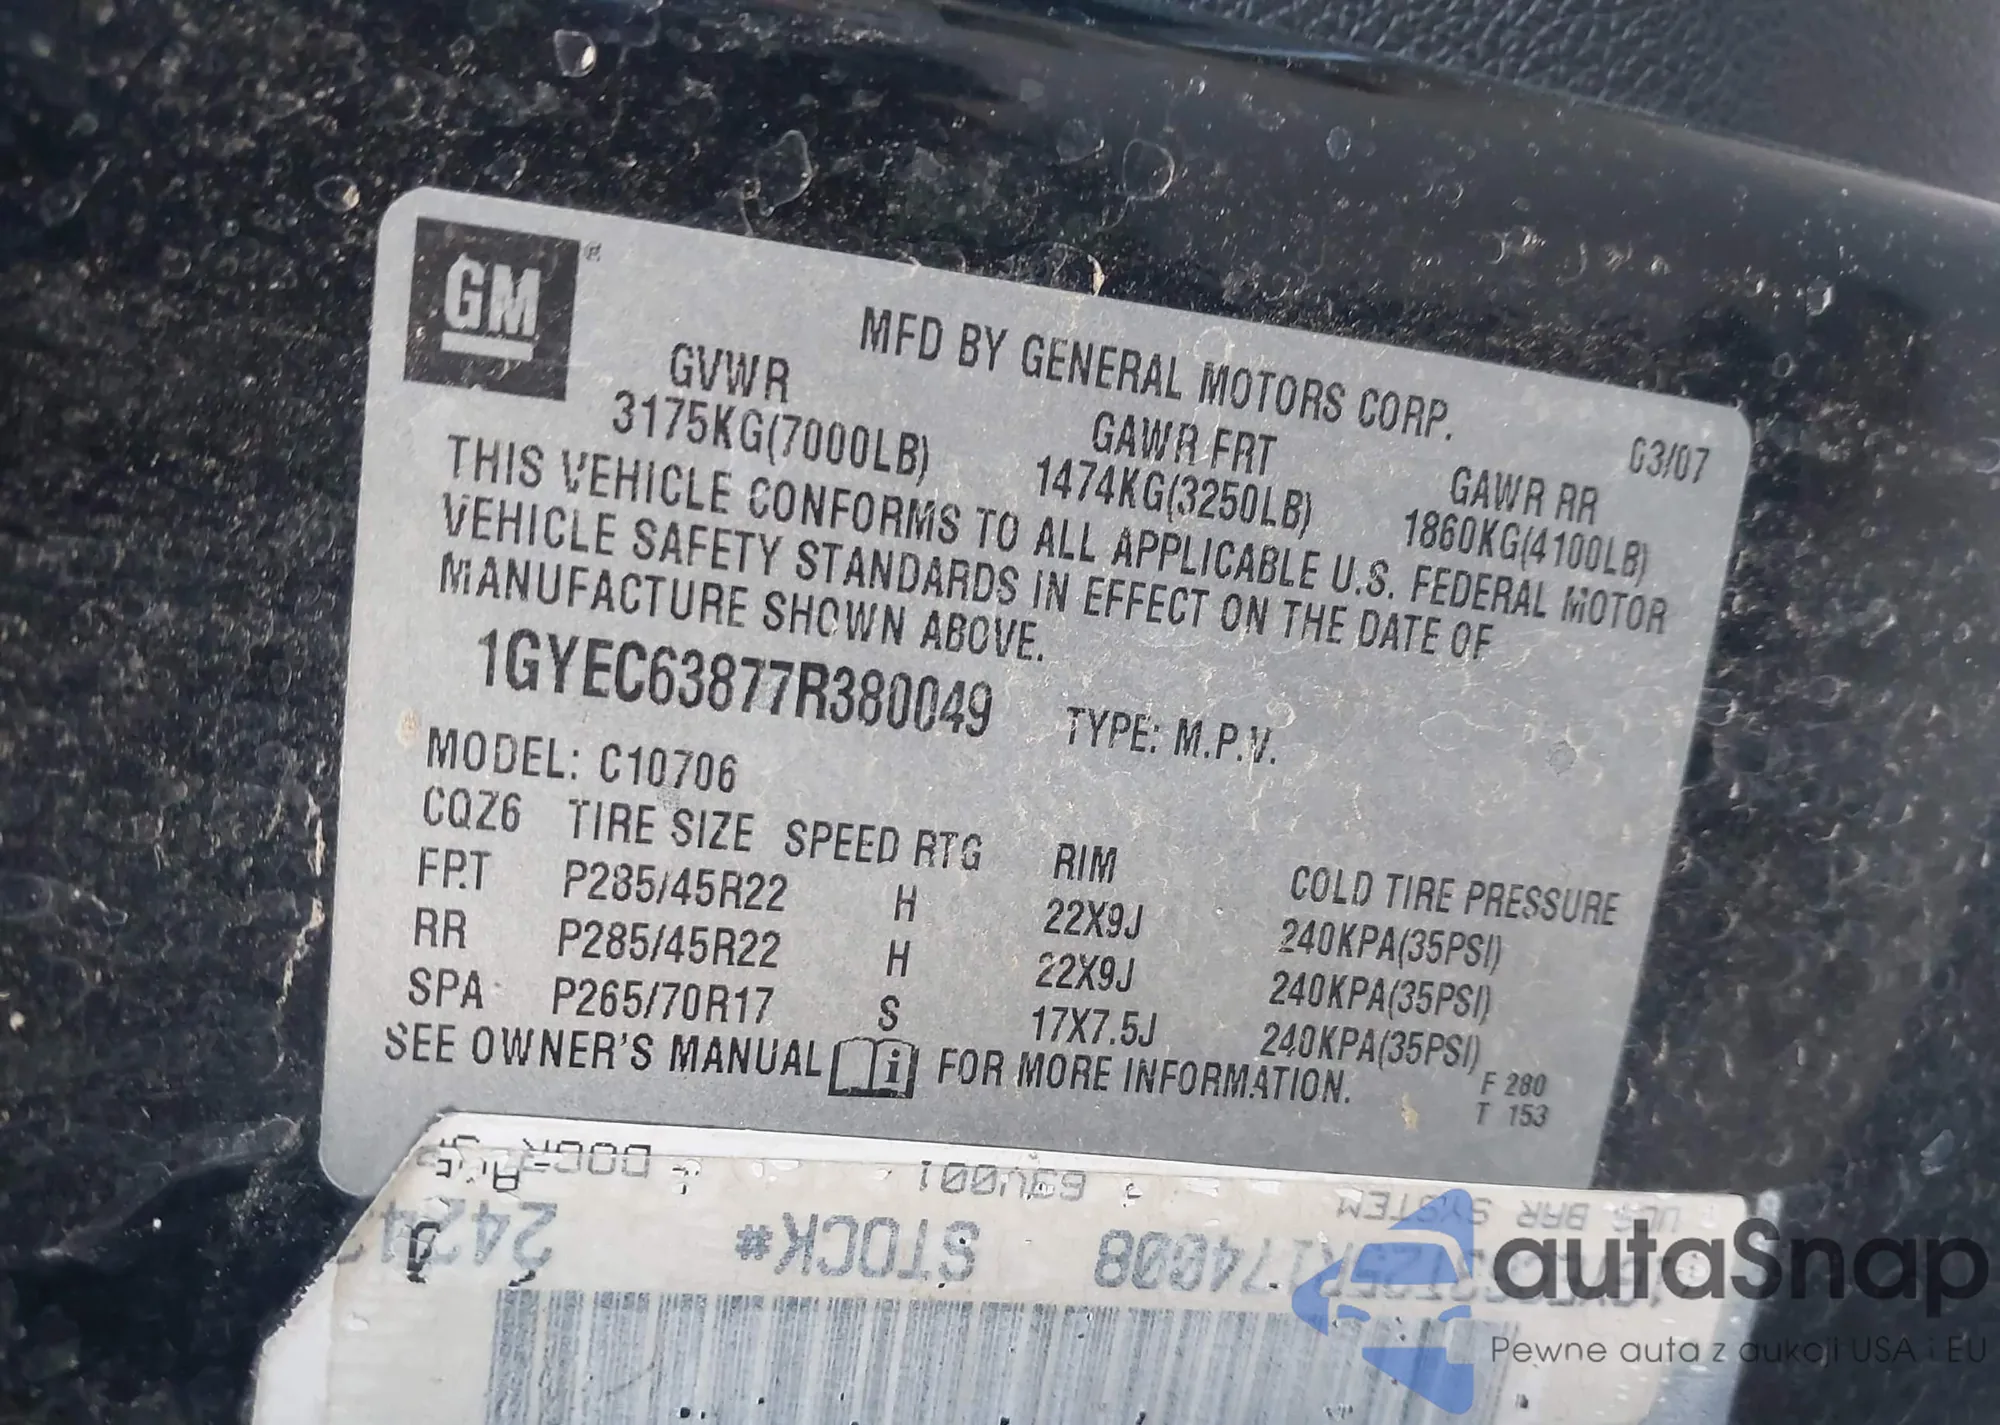 GM ®
MFD BY GENERAL MOTORS CORP. 03/07
GVWR GAWR FRT GAWR RR
3175KG(7000LB) 1474KG(3250LB) 1860KG(4100LB)
THIS VEHICLE CONFORMS TO ALL APPLICABLE U.S. FEDERAL MOTOR
VEHICLE SAFETY STANDARDS IN EFFECT ON THE DATE OF
MANUFACTURE SHOWN ABOVE.
1GYEC63877R380049 TYPE: M.P.V.
MODEL: C10706
CQZ6 TIRE SIZE SPEED RTG RIM COLD TIRE PRESSURE
FRT P285/45R22 H 22X9J 240KPA(35PSI)
RR P285/45R22 H 22X9J 240KPA(35PSI)
SPA P265/70R17 S 17X7.5J 240KPA(35PSI)
SEE OWNER'S MANUAL i FOR MORE INFORMATION.
F 280
T 153
DOOR
BAR SYSTEM
STOCK#
autoSnap
Pewne auta z aukcji USA i EU